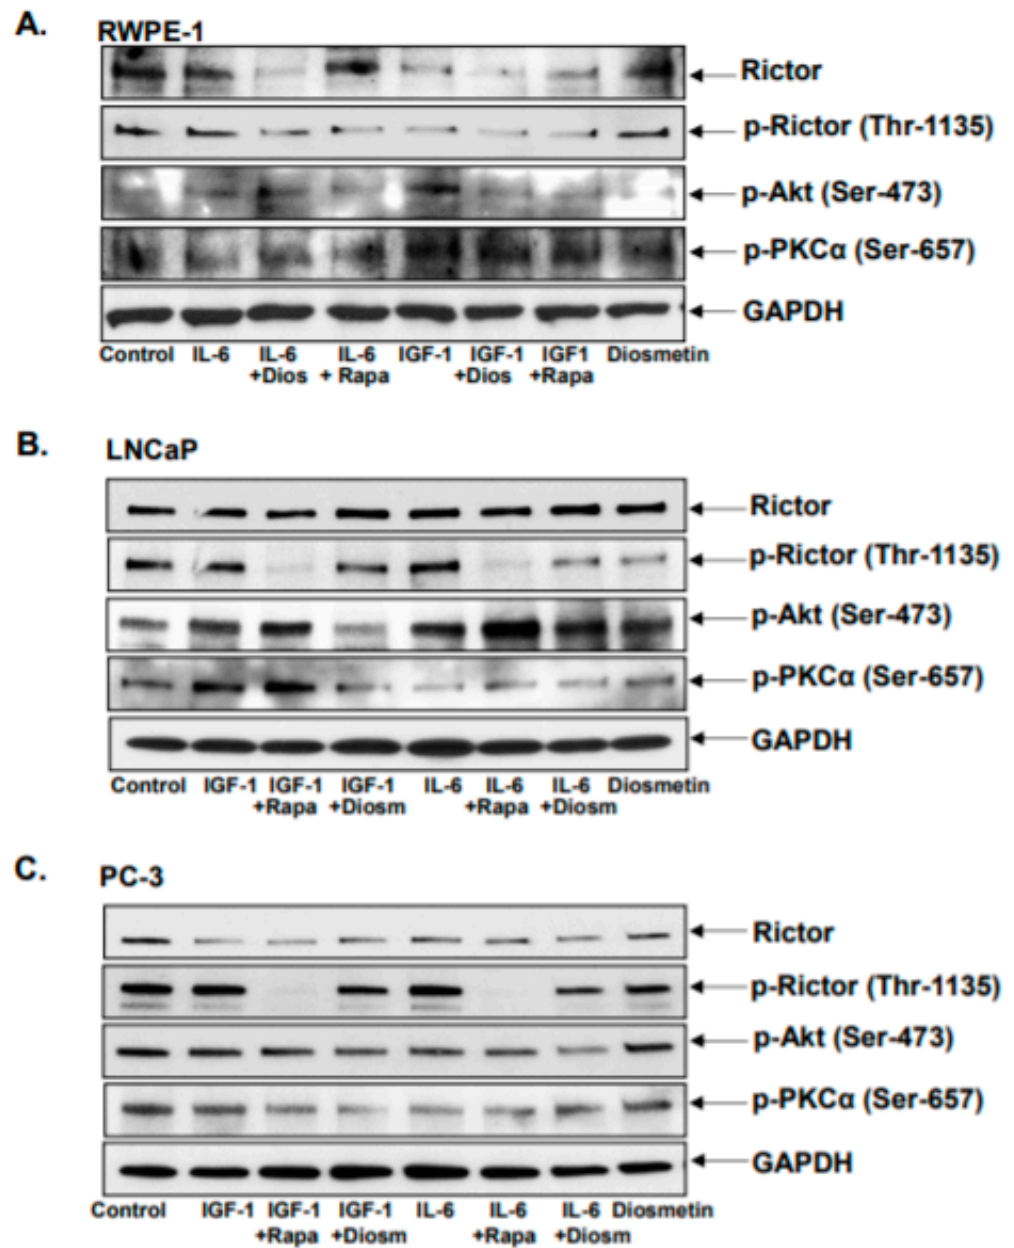 A.
RWPE-1
Rictor
p-Rictor (Thr-1135)
p-Akt (Ser-473)
p-PKCα (Ser-657)
GAPDH
Control IL-6 IL-6 IL-6 IGF-1 IGF-1 IGF1 Diosmetin
+Dios + Rapa +Dios +Rapa
B.
LNCaP
Rictor
p-Rictor (Thr-1135)
p-Akt (Ser-473)
p-PKCα (Ser-657)
GAPDH
Control IGF-1 IGF-1 IGF-1 IL-6 IL-6 IL-6 Diosmetin
+Rapa +Diosm +Rapa +Diosm
C.
PC-3
Rictor
p-Rictor (Thr-1135)
p-Akt (Ser-473)
p-PKCα (Ser-657)
GAPDH
Control IGF-1 IGF-1 IGF-1 IL-6 IL-6 IL-6 Diosmetin
+Rapa +Diosm +Rapa +Diosm